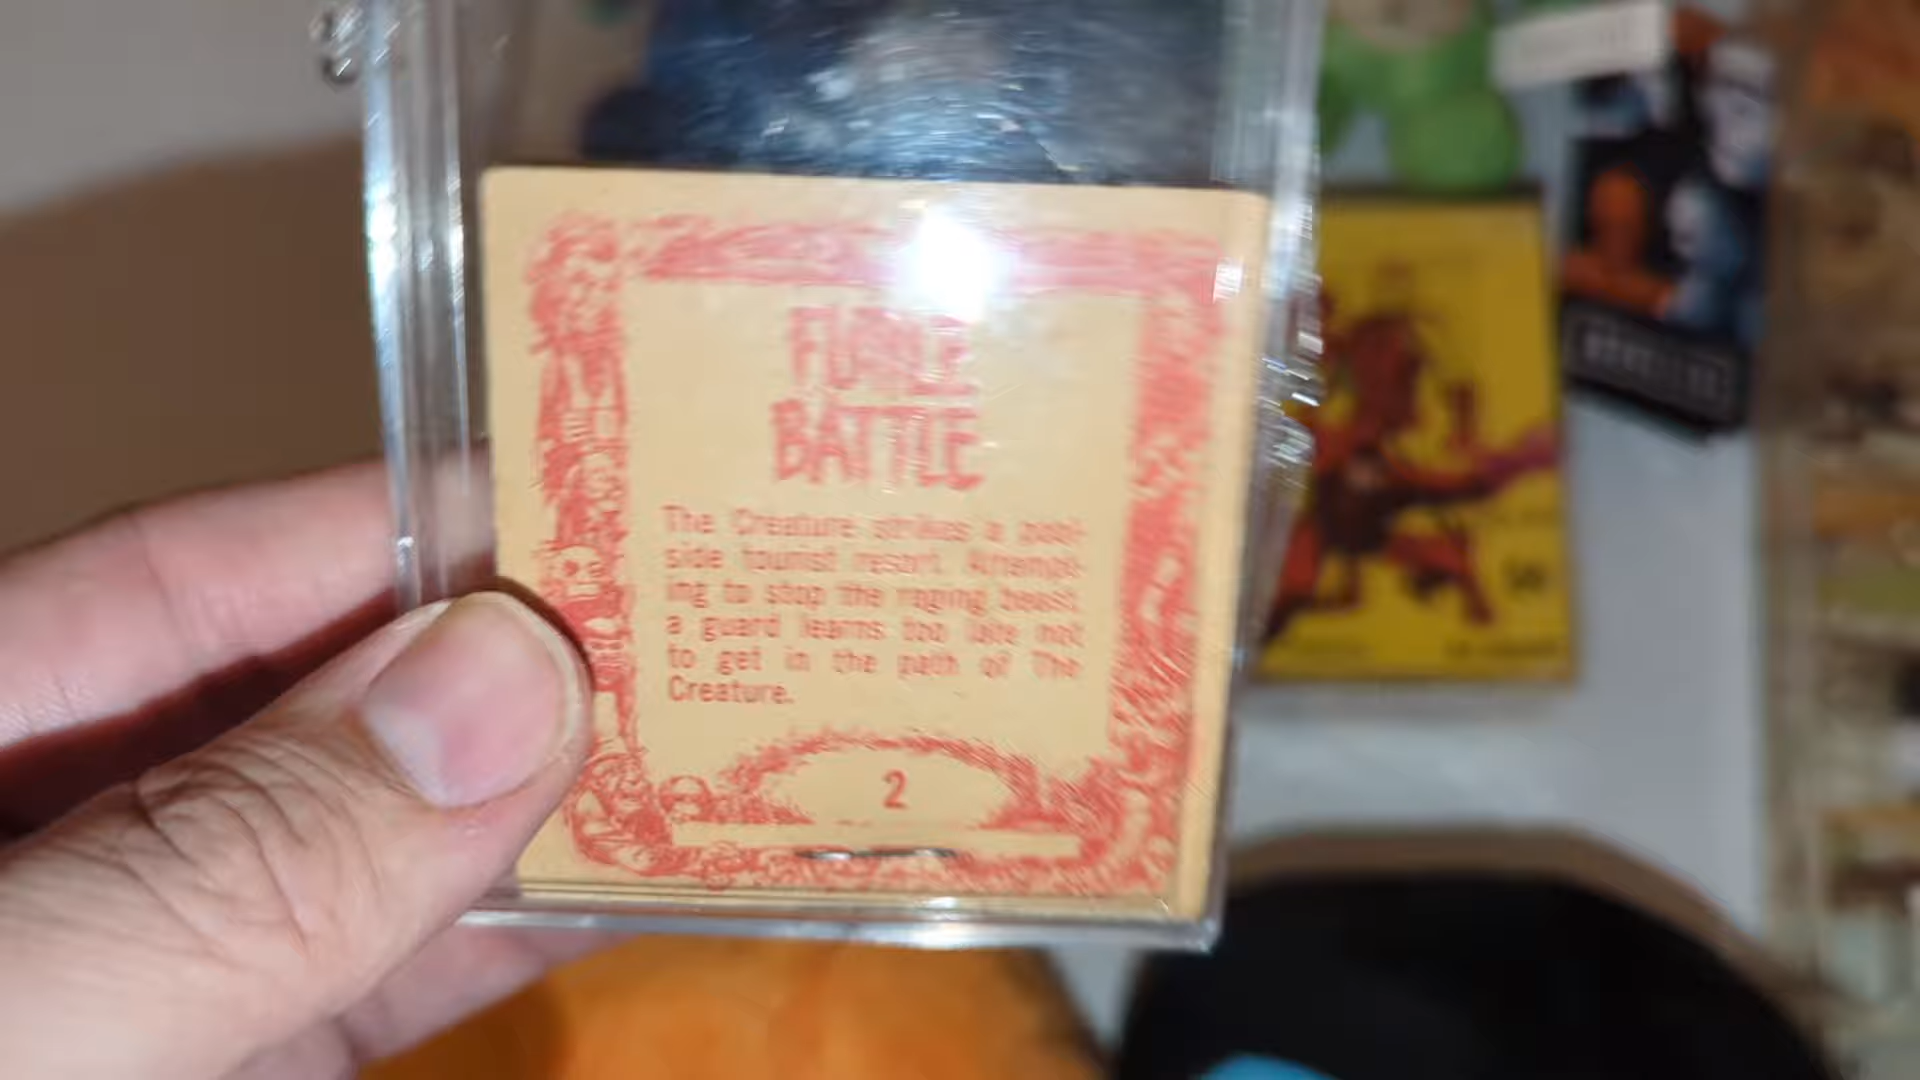 FUTILE
BATTLE
The Creature strikes a pool-
side tourist resort. Attempt-
ing to stop the raging beast
a guard learns too late not
to get in the path of The
Creature.
2